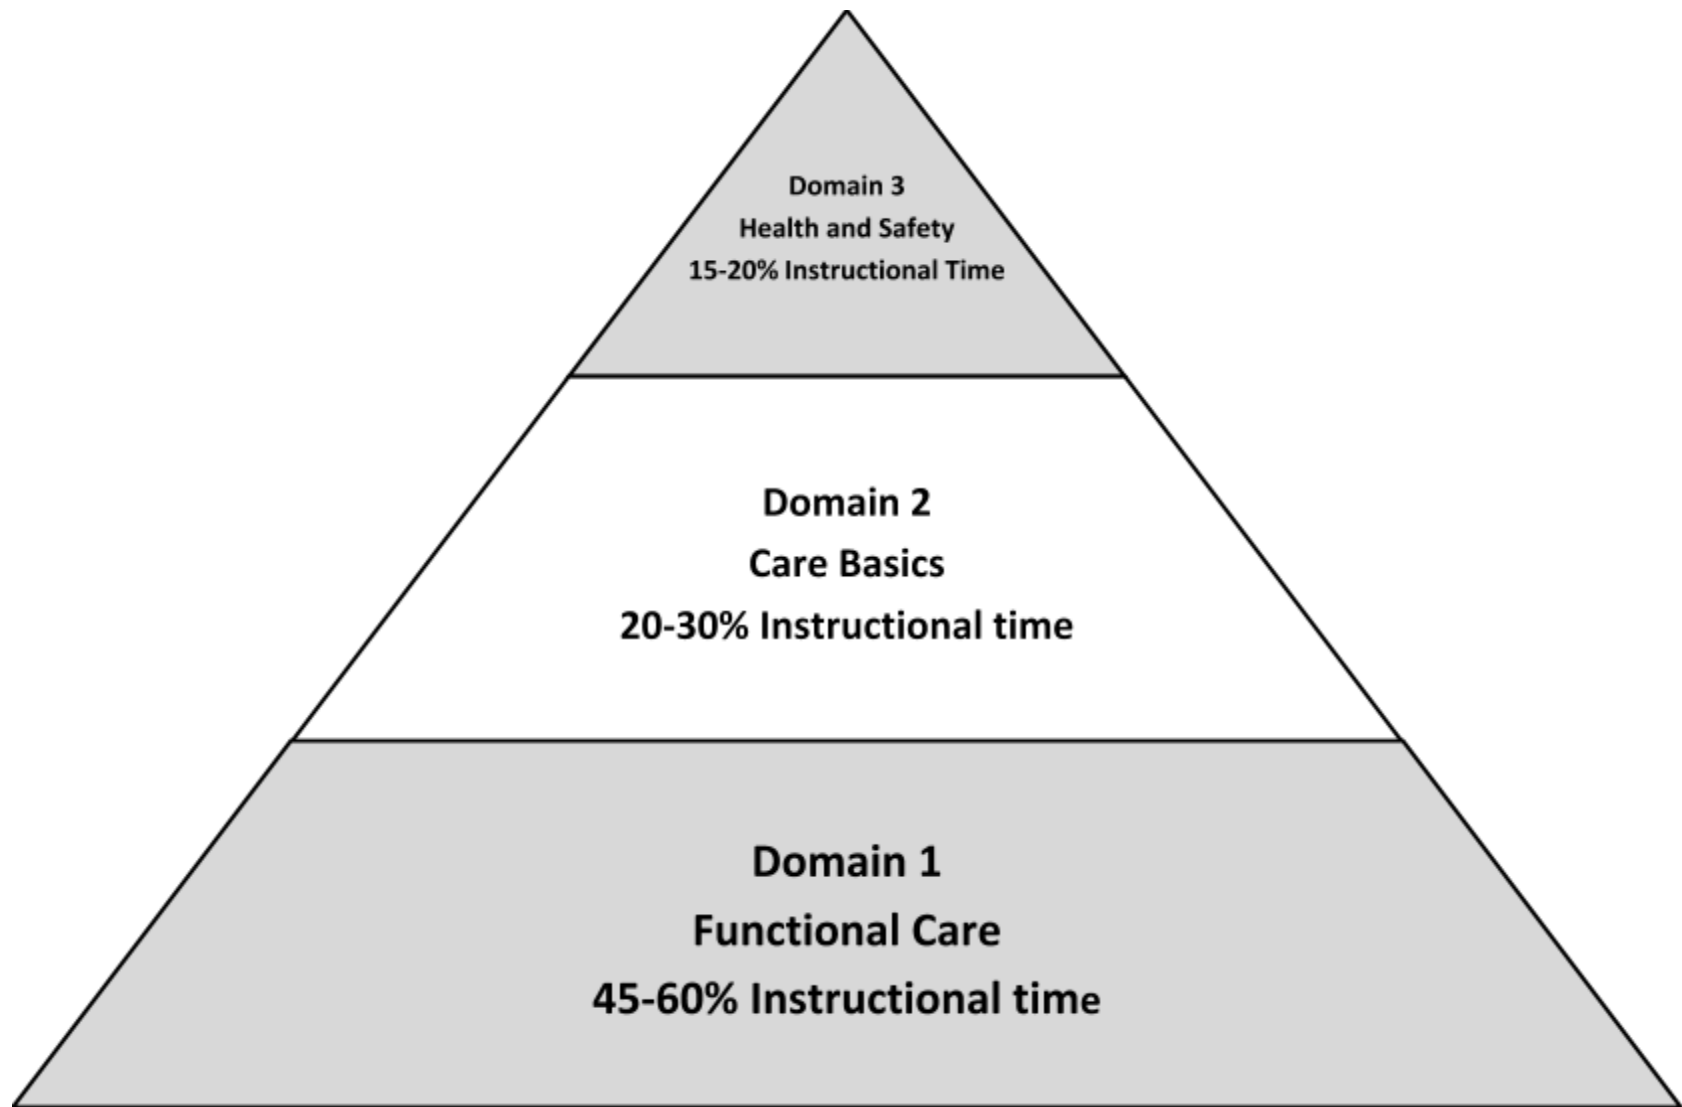 Domain 3
Health and Safety
15-20% Instructional Time
Domain 2
Care Basics
20-30% Instructional time
Domain 1
Functional Care
45-60% Instructional time